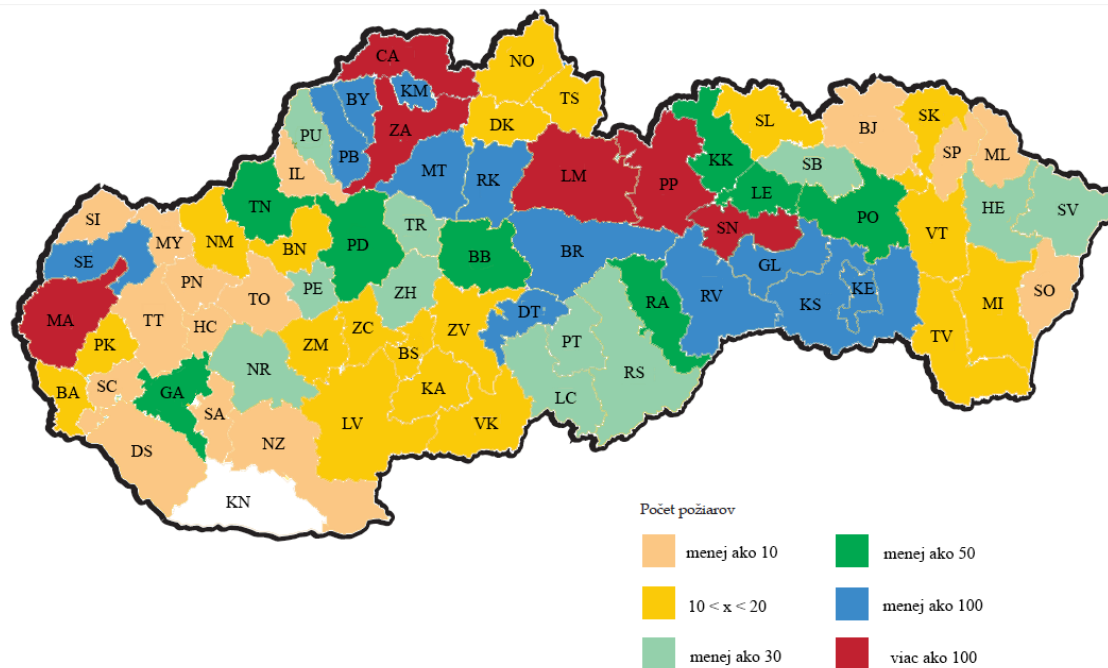 CA
NO
KM
BY
TS
ZA
DK
PU
PB
SL
BJ
SK
SP
ML
IL
MT
RK
LM
PP
KK
SB
LE
TN
HE
SV
SI
MY
NM
BN
PD
TR
SN
PO
VT
SE
BB
BR
GL
PN
TO
PE
ZH
RV
KS
KE
SO
MA
TT
HC
ZM
ZC
ZV
DT
RA
MI
PK
BS
PT
TV
BA
SC
GA
NR
KA
RS
LC
SA
LV
VK
DS
NZ
KN
Počet požiarov
menej ako 10
menej ako 50
10 < x < 20
menej ako 100
menej ako 30
viac ako 100